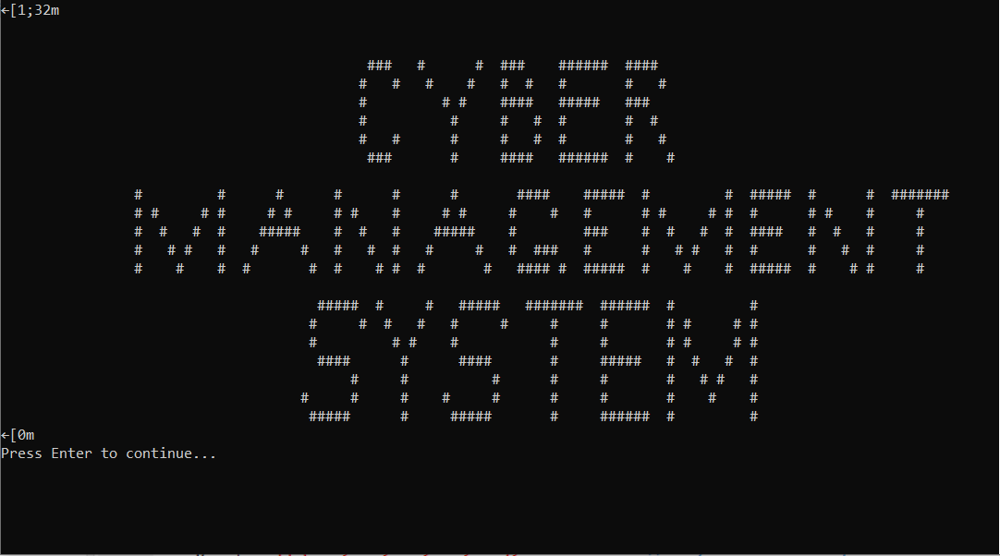 ←[1;32m
CYBER
MANAGEMENT
SYSTEM
←[0m
Press Enter to continue...